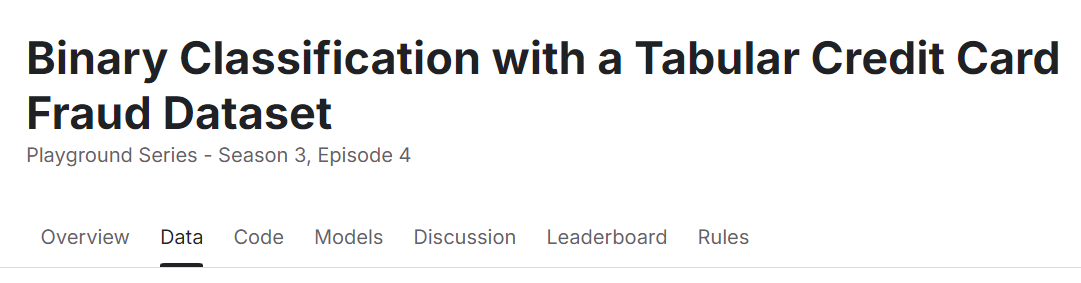 Binary Classification with a Tabular Credit Card
Fraud Dataset
Playground Series - Season 3, Episode 4
Overview Data Code Models Discussion Leaderboard Rules